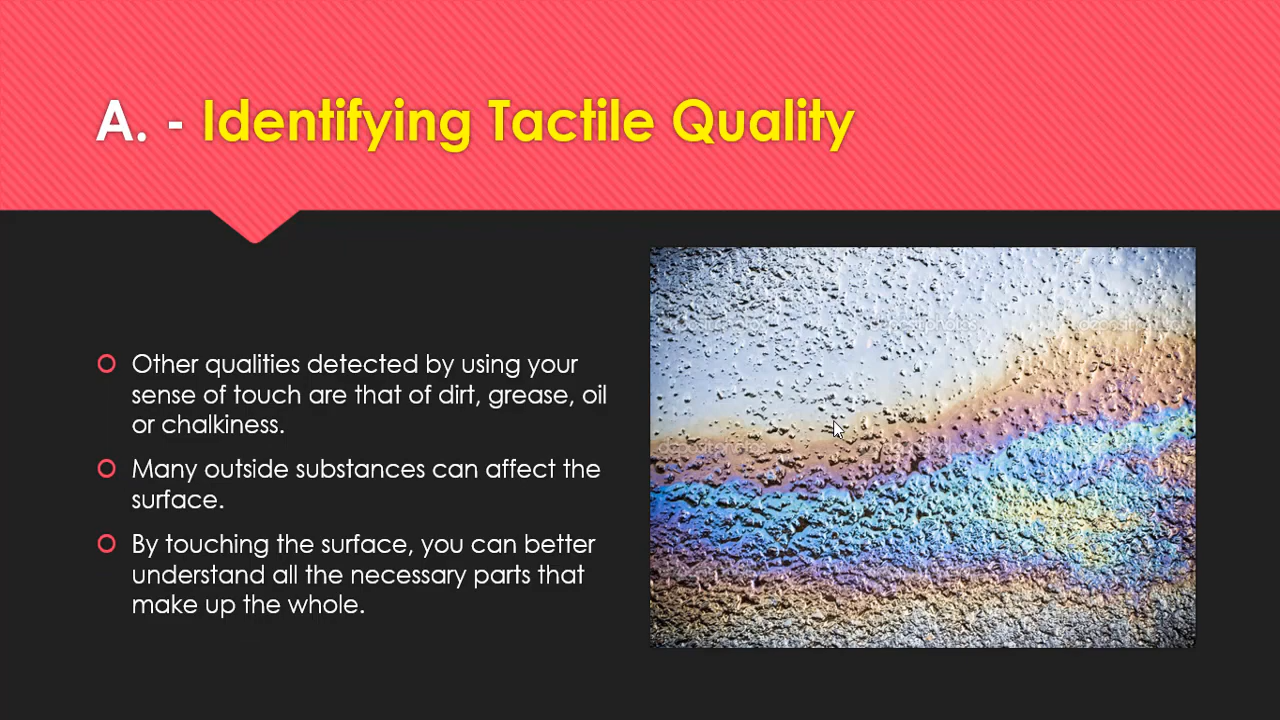 A. - Identifying Tactile Quality
Other qualities detected by using your
sense of touch are that of dirt, grease, oil
or chalkiness.
Many outside substances can affect the
surface.
By touching the surface, you can better
understand all the necessary parts that
make up the whole.